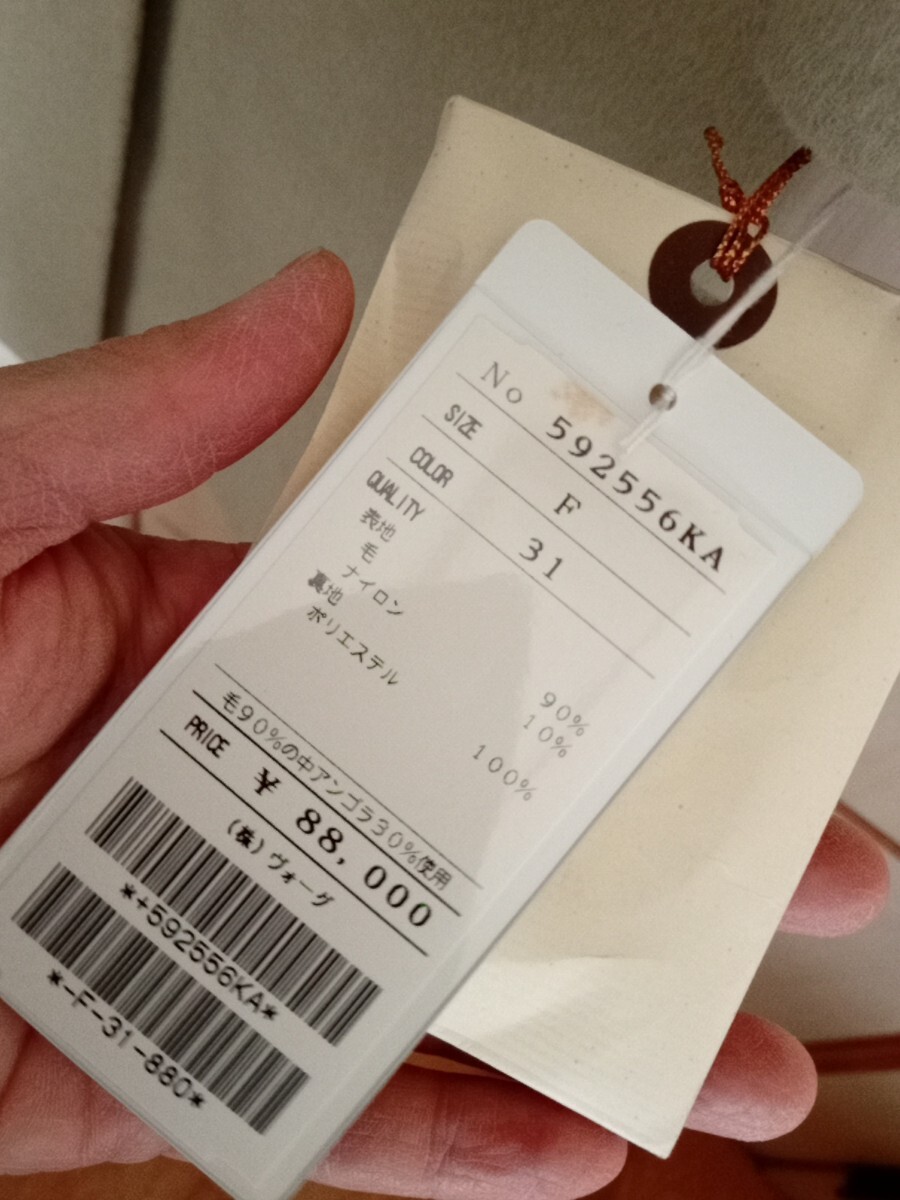 No 592556KA
SIZE F
COLOR 31
QUALITY
表地
毛 90%
ナイロン 10%
裏地
ポリエステル 100%
毛90%の中アンゴラ30%使用
PRICE ¥ 88,000
(株)ヴォーグ
*+592556KA*
*-F-31-880*